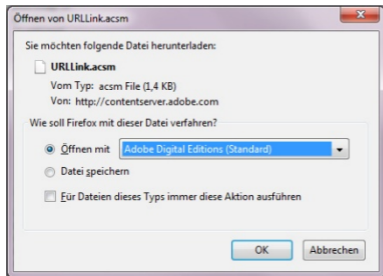 Öffnen von URLLink.acsm
Sie möchten folgende Datei herunterladen:
URLLink.acsm
Vom Typ: acsm File (1,4 KB)
Von: http://contentserver.adobe.com
Wie soll Firefox mit dieser Datei verfahren?
Öffnen mit Adobe Digital Editions (Standard)
Datei speichern
Für Dateien dieses Typs immer diese Aktion ausführen
OK Abbrechen